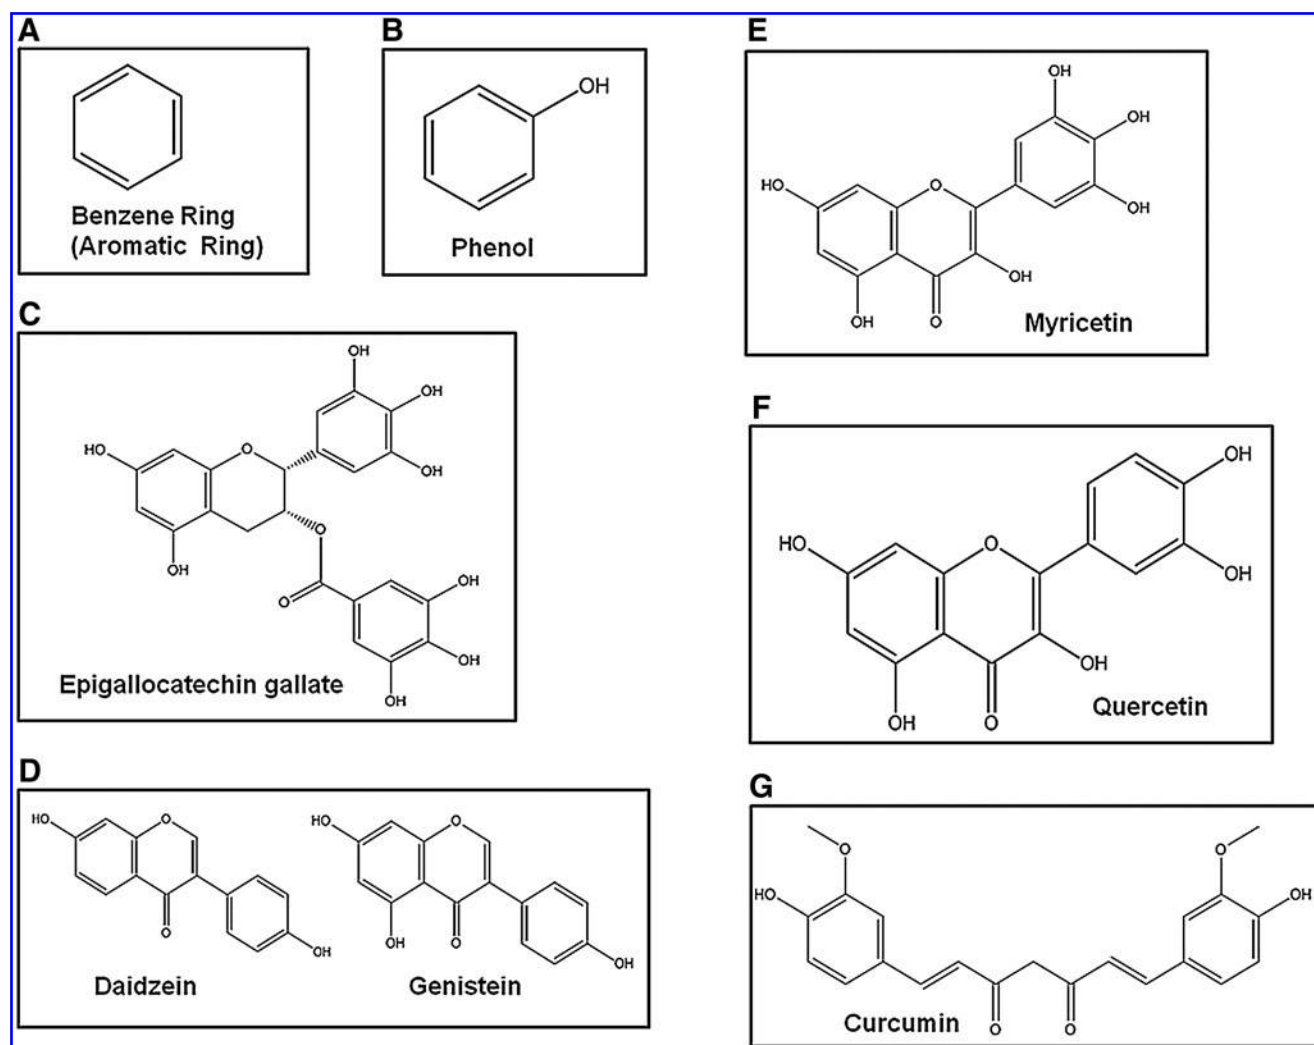 A
B
E
OH
Benzene Ring
(Aromatic Ring)
Phenol
OH
OH
HO
O
OH
OH
OH
O
Myricetin
C
OH
OH
HO
O
OH
OH
O
O
OH
OH
OH
Epigallocatechin gallate
F
OH
HO
O
OH
OH
OH
O
Quercetin
D
HO
O
O
OH
Daidzein
HO
O
OH
O
OH
Genistein
G
O
O
HO
OH
O
O
Curcumin